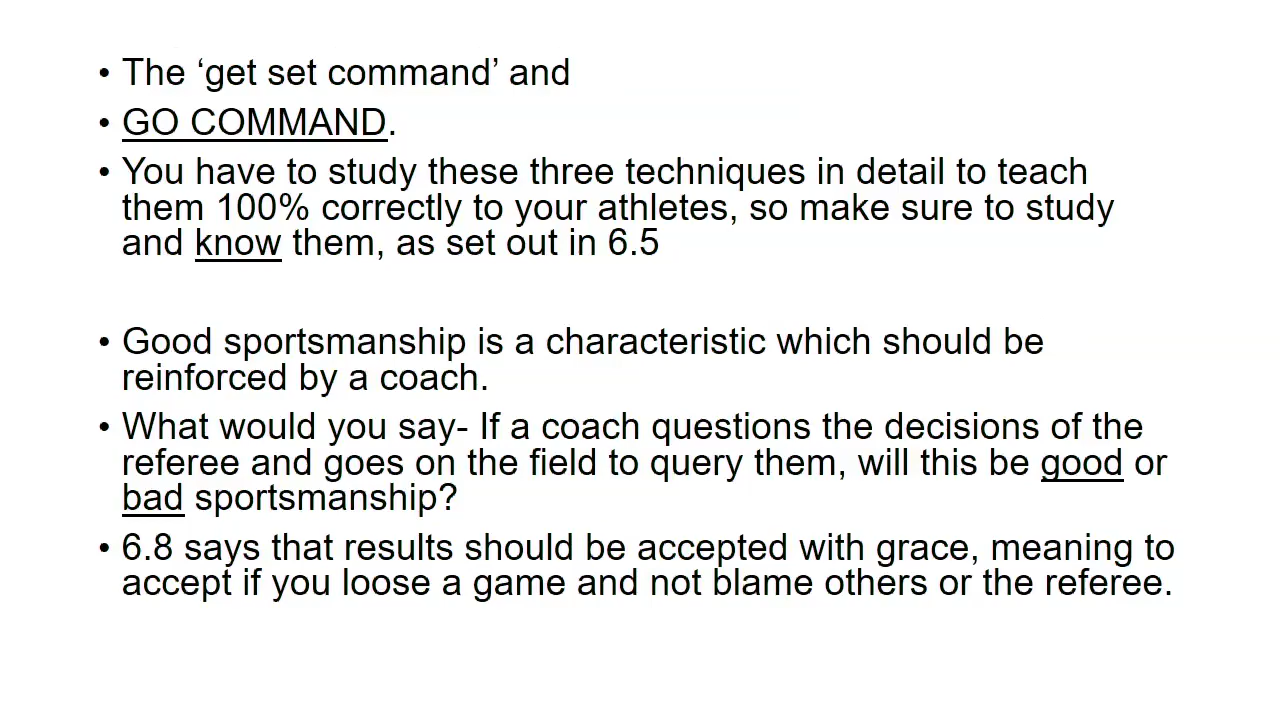 • The ‘get set command’ and
• GO COMMAND.
• You have to study these three techniques in detail to teach
them 100% correctly to your athletes, so make sure to study
and know them, as set out in 6.5
• Good sportsmanship is a characteristic which should be
reinforced by a coach.
• What would you say- If a coach questions the decisions of the
referee and goes on the field to query them, will this be good or
bad sportsmanship?
• 6.8 says that results should be accepted with grace, meaning to
accept if you loose a game and not blame others or the referee.